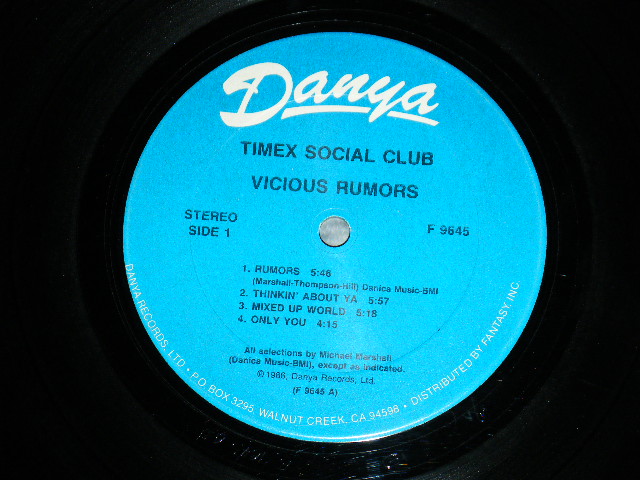 Danya
TIMEX SOCIAL CLUB
VICIOUS RUMORS
STEREO
SIDE 1
F 9645
1. RUMORS 5:46
(Marshall-Thompson-Hill) Danica Music-BMI
2. THINKIN' ABOUT YA 5:57
3. MIXED UP WORLD 5:18
4. ONLY YOU 4:15
All selections by Michael Marshall
(Danica Music-BMI), except as indicated.
℗1986, Danya Records, Ltd.
(F 9645 A)
DANYA RECORDS, LTD • P.O. BOX 3295, WALNUT CREEK, CA 94598 • DISTRIBUTED BY FANTASY INC